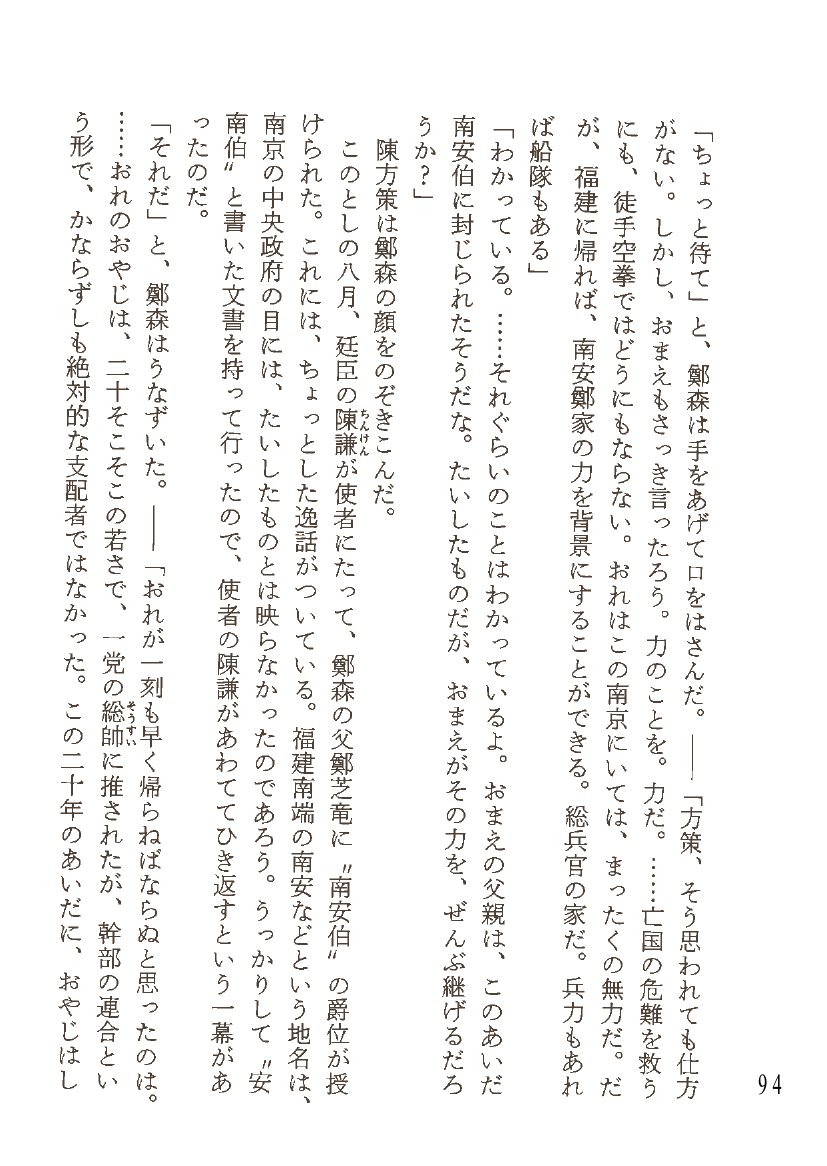 「ちょっと待て」と、鄭森は手をあげて口をはさんだ。――「方策、そう思われても仕方
がない。しかし、おまえもさっき言ったろう。力のことを。力だ。……亡国の危難を救う
にも、徒手空拳ではどうにもならない。おれはこの南京にいては、まったくの無力だ。だ
が、福建に帰れば、南安鄭家の力を背景にすることができる。総兵官の家だ。兵力もあれ
ば船隊もある」
「わかっている。……それぐらいのことはわかっているよ。おまえの父親は、このあいだ
南安伯に封じられたそうだな。たいしたものだが、おまえがその力を、ぜんぶ継げるだろ
うか？」
陳方策は鄭森の顔をのぞきこんだ。
このとしの八月、廷臣の陳謙ちんけんが使者にたって、鄭森の父鄭芝竜に〝南安伯〟の爵位が授
けられた。これには、ちょっとした逸話がついている。福建南端の南安などという地名は、
南京の中央政府の目には、たいしたものとは映らなかったのであろう。うっかりして〝安
南伯〟と書いた文書を持って行ったので、使者の陳謙があわててひき返すという一幕があ
ったのだ。
「それだ」と、鄭森はうなずいた。――「おれが一刻も早く帰らねばならぬと思ったのは。
……おれのおやじは、二十そこそこの若さで、一党の総帥そうすいに推されたが、幹部の連合とい
う形で、かならずしも絶対的な支配者ではなかった。この二十年のあいだに、おやじはし
94